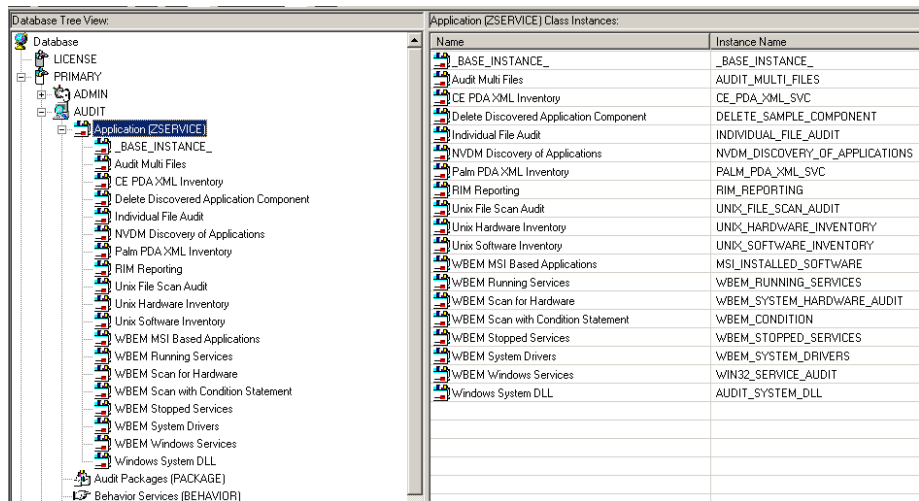 Database Tree View:
Database
LICENSE
PRIMARY
ADMIN
AUDIT
Application (ZSERVICE)
_BASE_INSTANCE_
Audit Multi Files
CE PDA XML Inventory
Delete Discovered Application Component
Individual File Audit
NVDM Discovery of Applications
Palm PDA XML Inventory
RIM Reporting
Unix File Scan Audit
Unix Hardware Inventory
Unix Software Inventory
WBEM MSI Based Applications
WBEM Running Services
WBEM Scan for Hardware
WBEM Scan with Condition Statement
WBEM Stopped Services
WBEM System Drivers
WBEM Windows Services
Windows System DLL
Audit Packages (PACKAGE)
Behavior Services (BEHAVIOR)
Application (ZSERVICE) Class Instances:
Name Instance Name
_BASE_INSTANCE_ _BASE_INSTANCE_
Audit Multi Files AUDIT_MULTI_FILES
CE PDA XML Inventory CE_PDA_XML_SVC
Delete Discovered Application Component DELETE_SAMPLE_COMPONENT
Individual File Audit INDIVIDUAL_FILE_AUDIT
NVDM Discovery of Applications NVDM_DISCOVERY_OF_APPLICATIONS
Palm PDA XML Inventory PALM_PDA_XML_SVC
RIM Reporting RIM_REPORTING
Unix File Scan Audit UNIX_FILE_SCAN_AUDIT
Unix Hardware Inventory UNIX_HARDWARE_INVENTORY
Unix Software Inventory UNIX_SOFTWARE_INVENTORY
WBEM MSI Based Applications MSI_INSTALLED_SOFTWARE
WBEM Running Services WBEM_RUNNING_SERVICES
WBEM Scan for Hardware WBEM_SYSTEM_HARDWARE_AUDIT
WBEM Scan with Condition Statement WBEM_CONDITION
WBEM Stopped Services WBEM_STOPPED_SERVICES
WBEM System Drivers WBEM_SYSTEM_DRIVERS
WBEM Windows Services WIN32_SERVICE_AUDIT
Windows System DLL AUDIT_SYSTEM_DLL